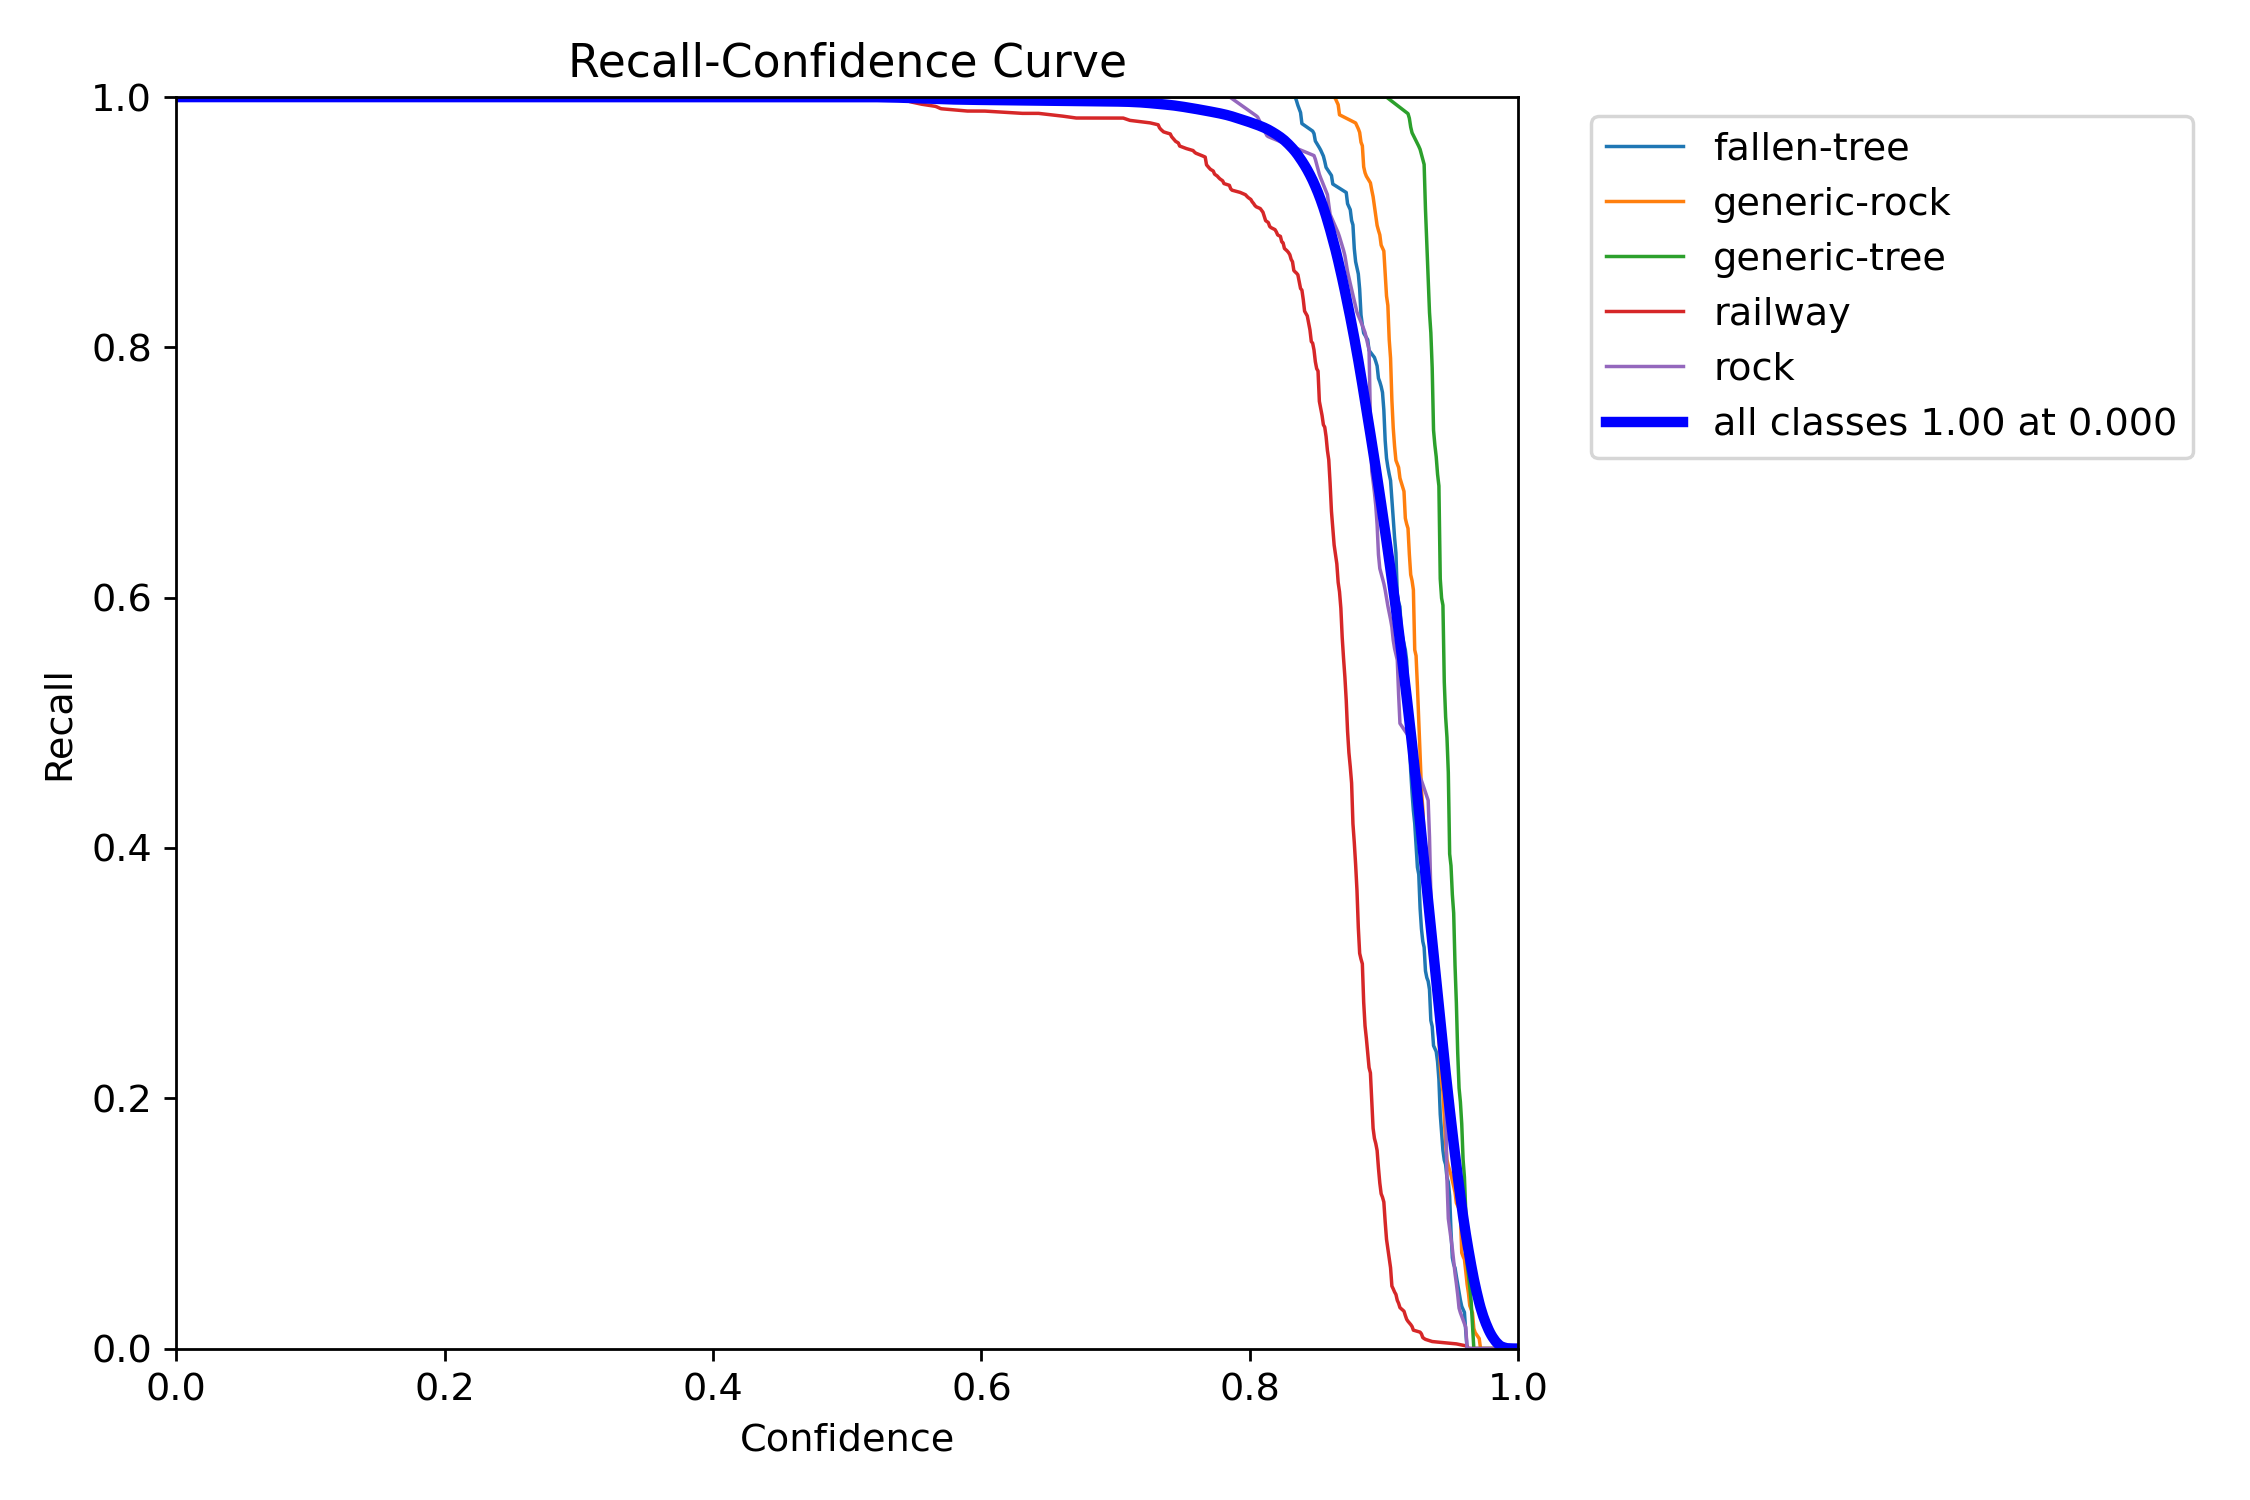 Recall-Confidence Curve
1.0
0.8
0.6
0.4
0.2
0.0
Recall
0.0 0.2 0.4 0.6 0.8 1.0
Confidence
fallen-tree
generic-rock
generic-tree
railway
rock
all classes 1.00 at 0.000